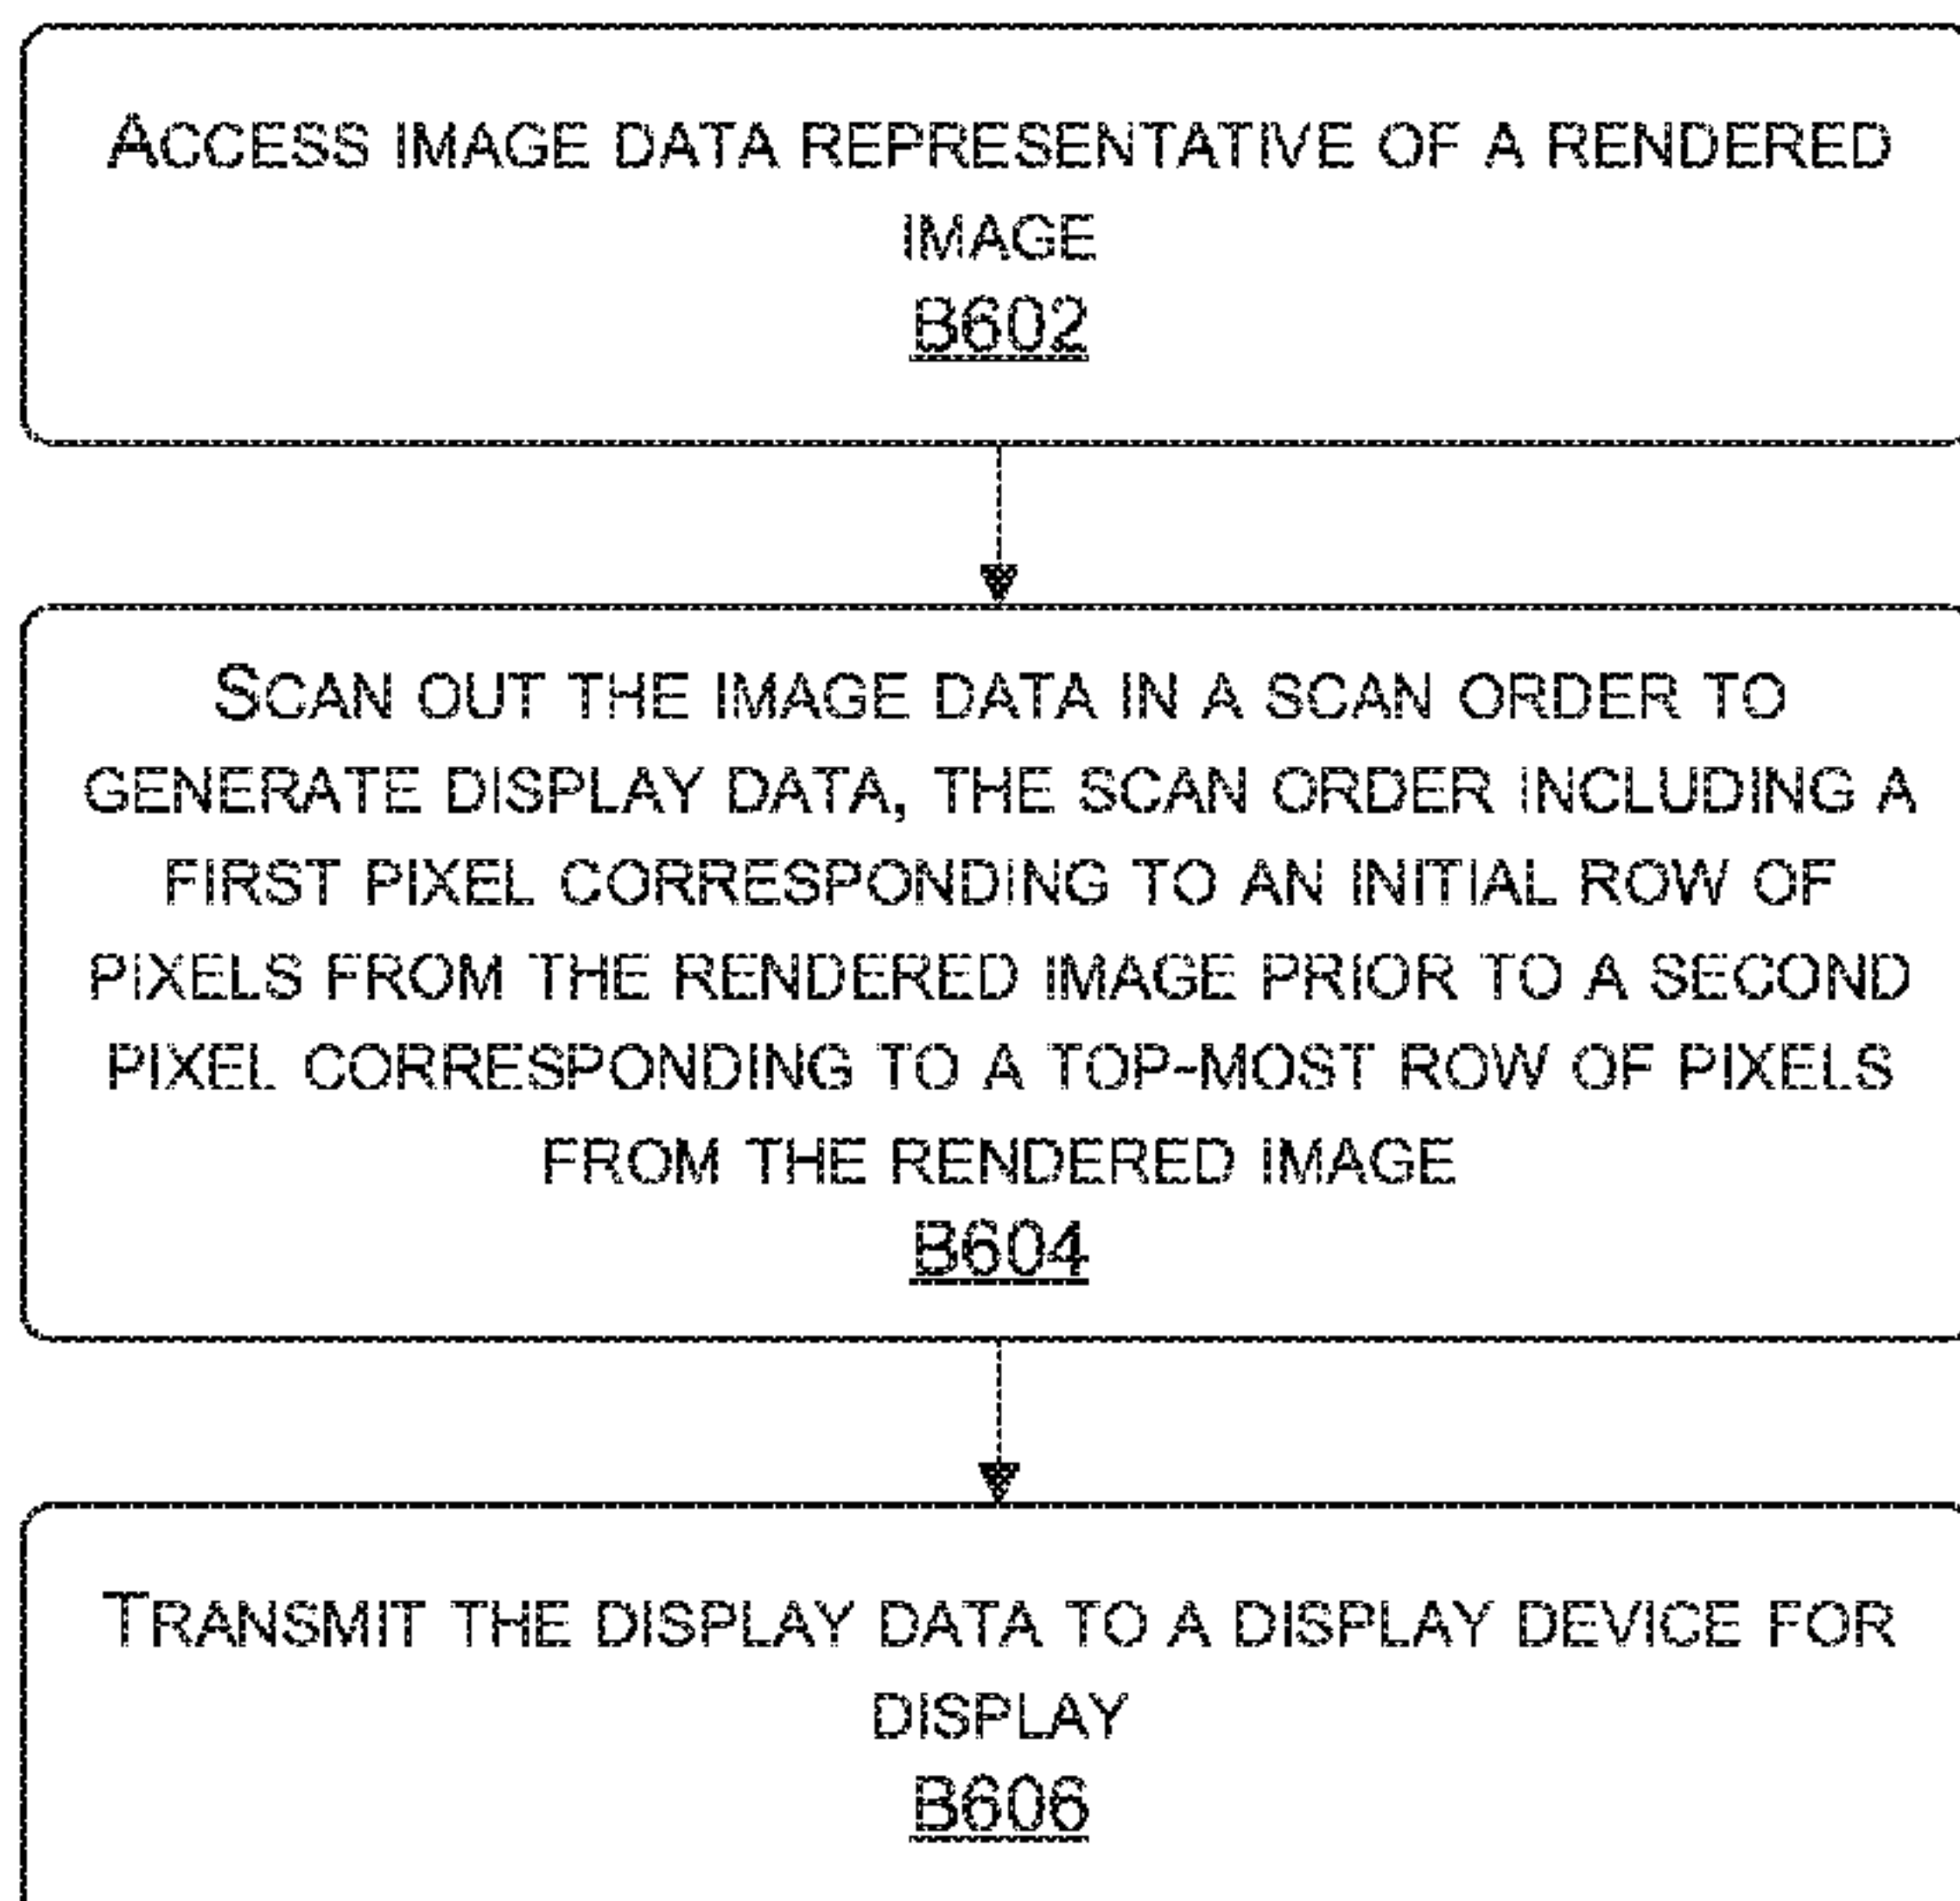 ACCESS IMAGE DATA REPRESENTATIVE OF A RENDERED
IMAGE
B602
SCAN OUT THE IMAGE DATA IN A SCAN ORDER TO
GENERATE DISPLAY DATA, THE SCAN ORDER INCLUDING A
FIRST PIXEL CORRESPONDING TO AN INITIAL ROW OF
PIXELS FROM THE RENDERED IMAGE PRIOR TO A SECOND
PIXEL CORRESPONDING TO A TOP-MOST ROW OF PIXELS
FROM THE RENDERED IMAGE
B604
TRANSMIT THE DISPLAY DATA TO A DISPLAY DEVICE FOR
DISPLAY
B606